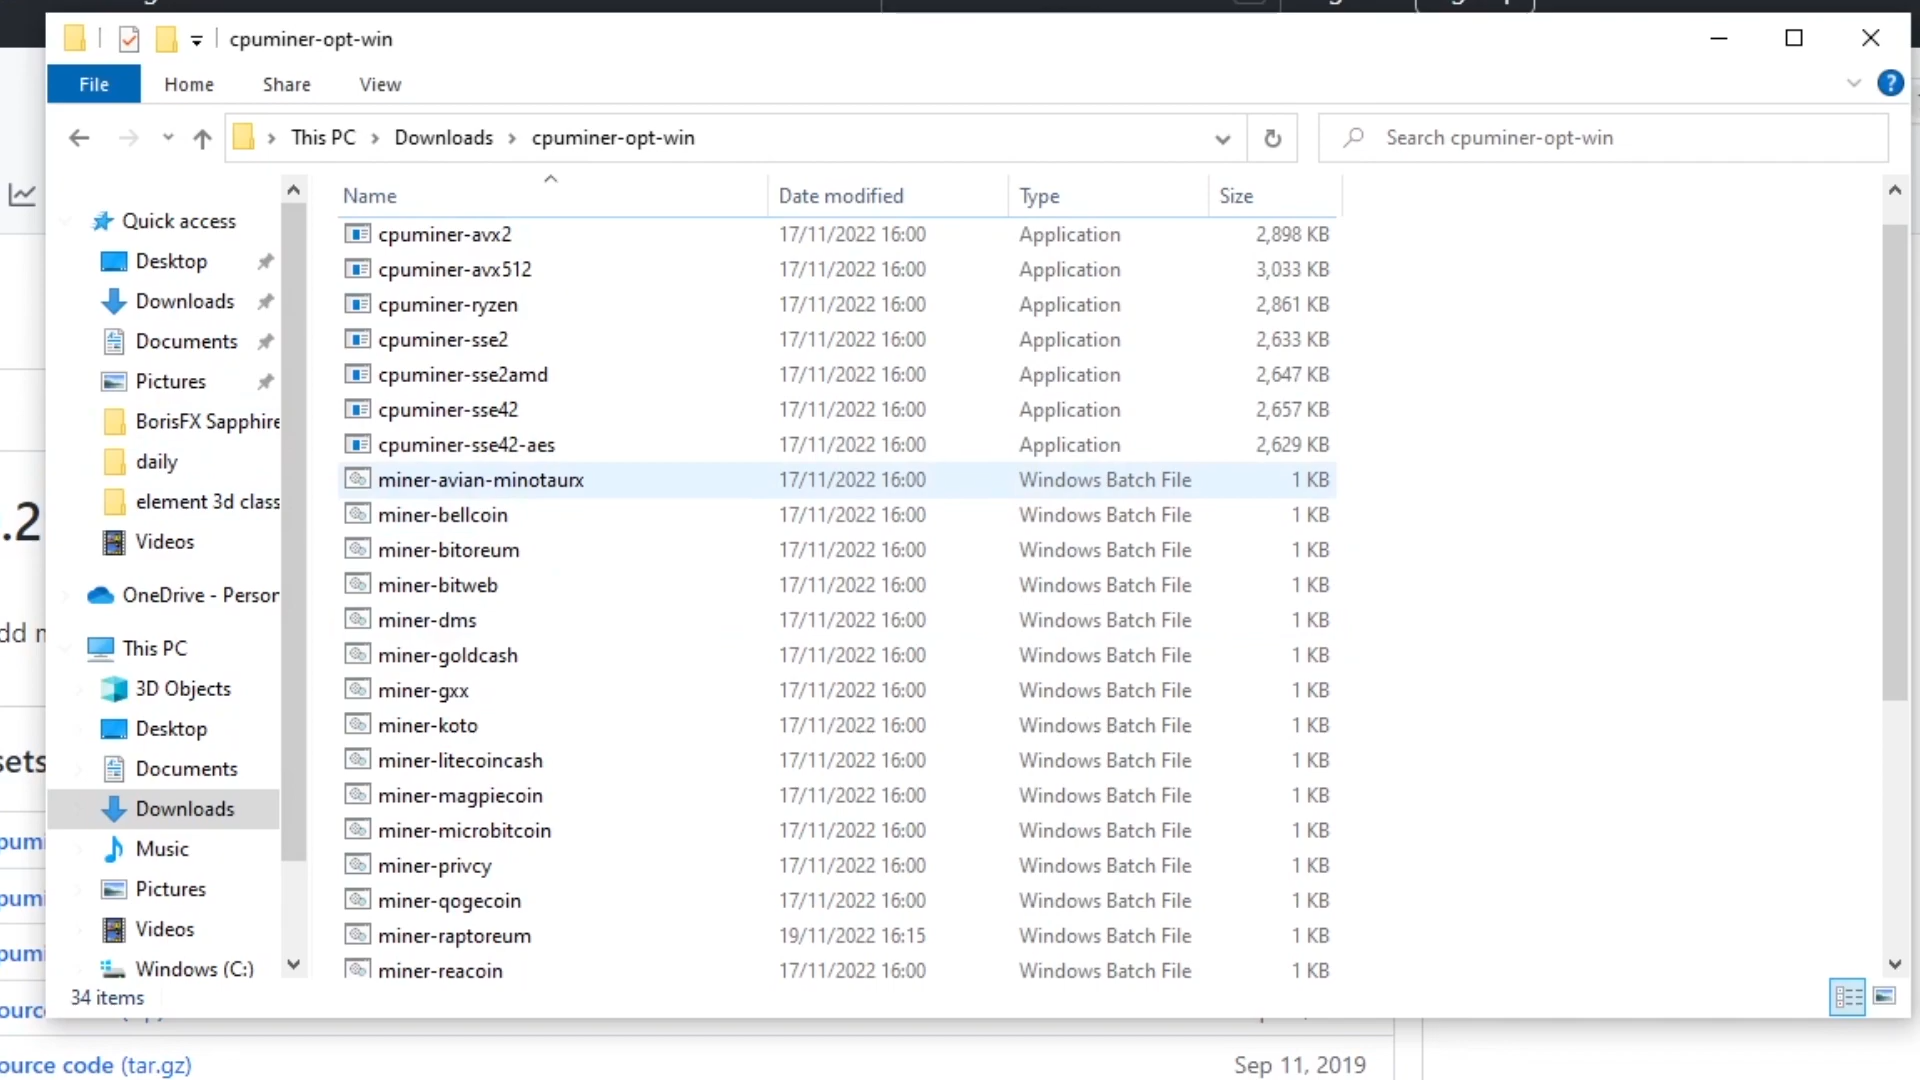 cpuminer-opt-win
File Home Share View
This PC > Downloads > cpuminer-opt-win
Search cpuminer-opt-win
Quick access
Desktop
Downloads
Documents
Pictures
BorisFX Sapphire
daily
element 3d class
Videos
OneDrive - Person
This PC
3D Objects
Desktop
Documents
Downloads
Music
Pictures
Videos
Windows (C:)
Name Date modified Type Size
cpuminer-avx2 17/11/2022 16:00 Application 2,898 KB
cpuminer-avx512 17/11/2022 16:00 Application 3,033 KB
cpuminer-ryzen 17/11/2022 16:00 Application 2,861 KB
cpuminer-sse2 17/11/2022 16:00 Application 2,633 KB
cpuminer-sse2amd 17/11/2022 16:00 Application 2,647 KB
cpuminer-sse42 17/11/2022 16:00 Application 2,657 KB
cpuminer-sse42-aes 17/11/2022 16:00 Application 2,629 KB
miner-avian-minotaurx 17/11/2022 16:00 Windows Batch File 1 KB
miner-bellcoin 17/11/2022 16:00 Windows Batch File 1 KB
miner-bitoreum 17/11/2022 16:00 Windows Batch File 1 KB
miner-bitweb 17/11/2022 16:00 Windows Batch File 1 KB
miner-dms 17/11/2022 16:00 Windows Batch File 1 KB
miner-goldcash 17/11/2022 16:00 Windows Batch File 1 KB
miner-gxx 17/11/2022 16:00 Windows Batch File 1 KB
miner-koto 17/11/2022 16:00 Windows Batch File 1 KB
miner-litecoincash 17/11/2022 16:00 Windows Batch File 1 KB
miner-magpiecoin 17/11/2022 16:00 Windows Batch File 1 KB
miner-microbitcoin 17/11/2022 16:00 Windows Batch File 1 KB
miner-privcy 17/11/2022 16:00 Windows Batch File 1 KB
miner-qogecoin 17/11/2022 16:00 Windows Batch File 1 KB
miner-raptoreum 19/11/2022 16:15 Windows Batch File 1 KB
miner-reacoin 17/11/2022 16:00 Windows Batch File 1 KB
34 items
.2
dd m
sets
pumi
pumi
pumi
ource code (tar.gz) Sep 11, 2019